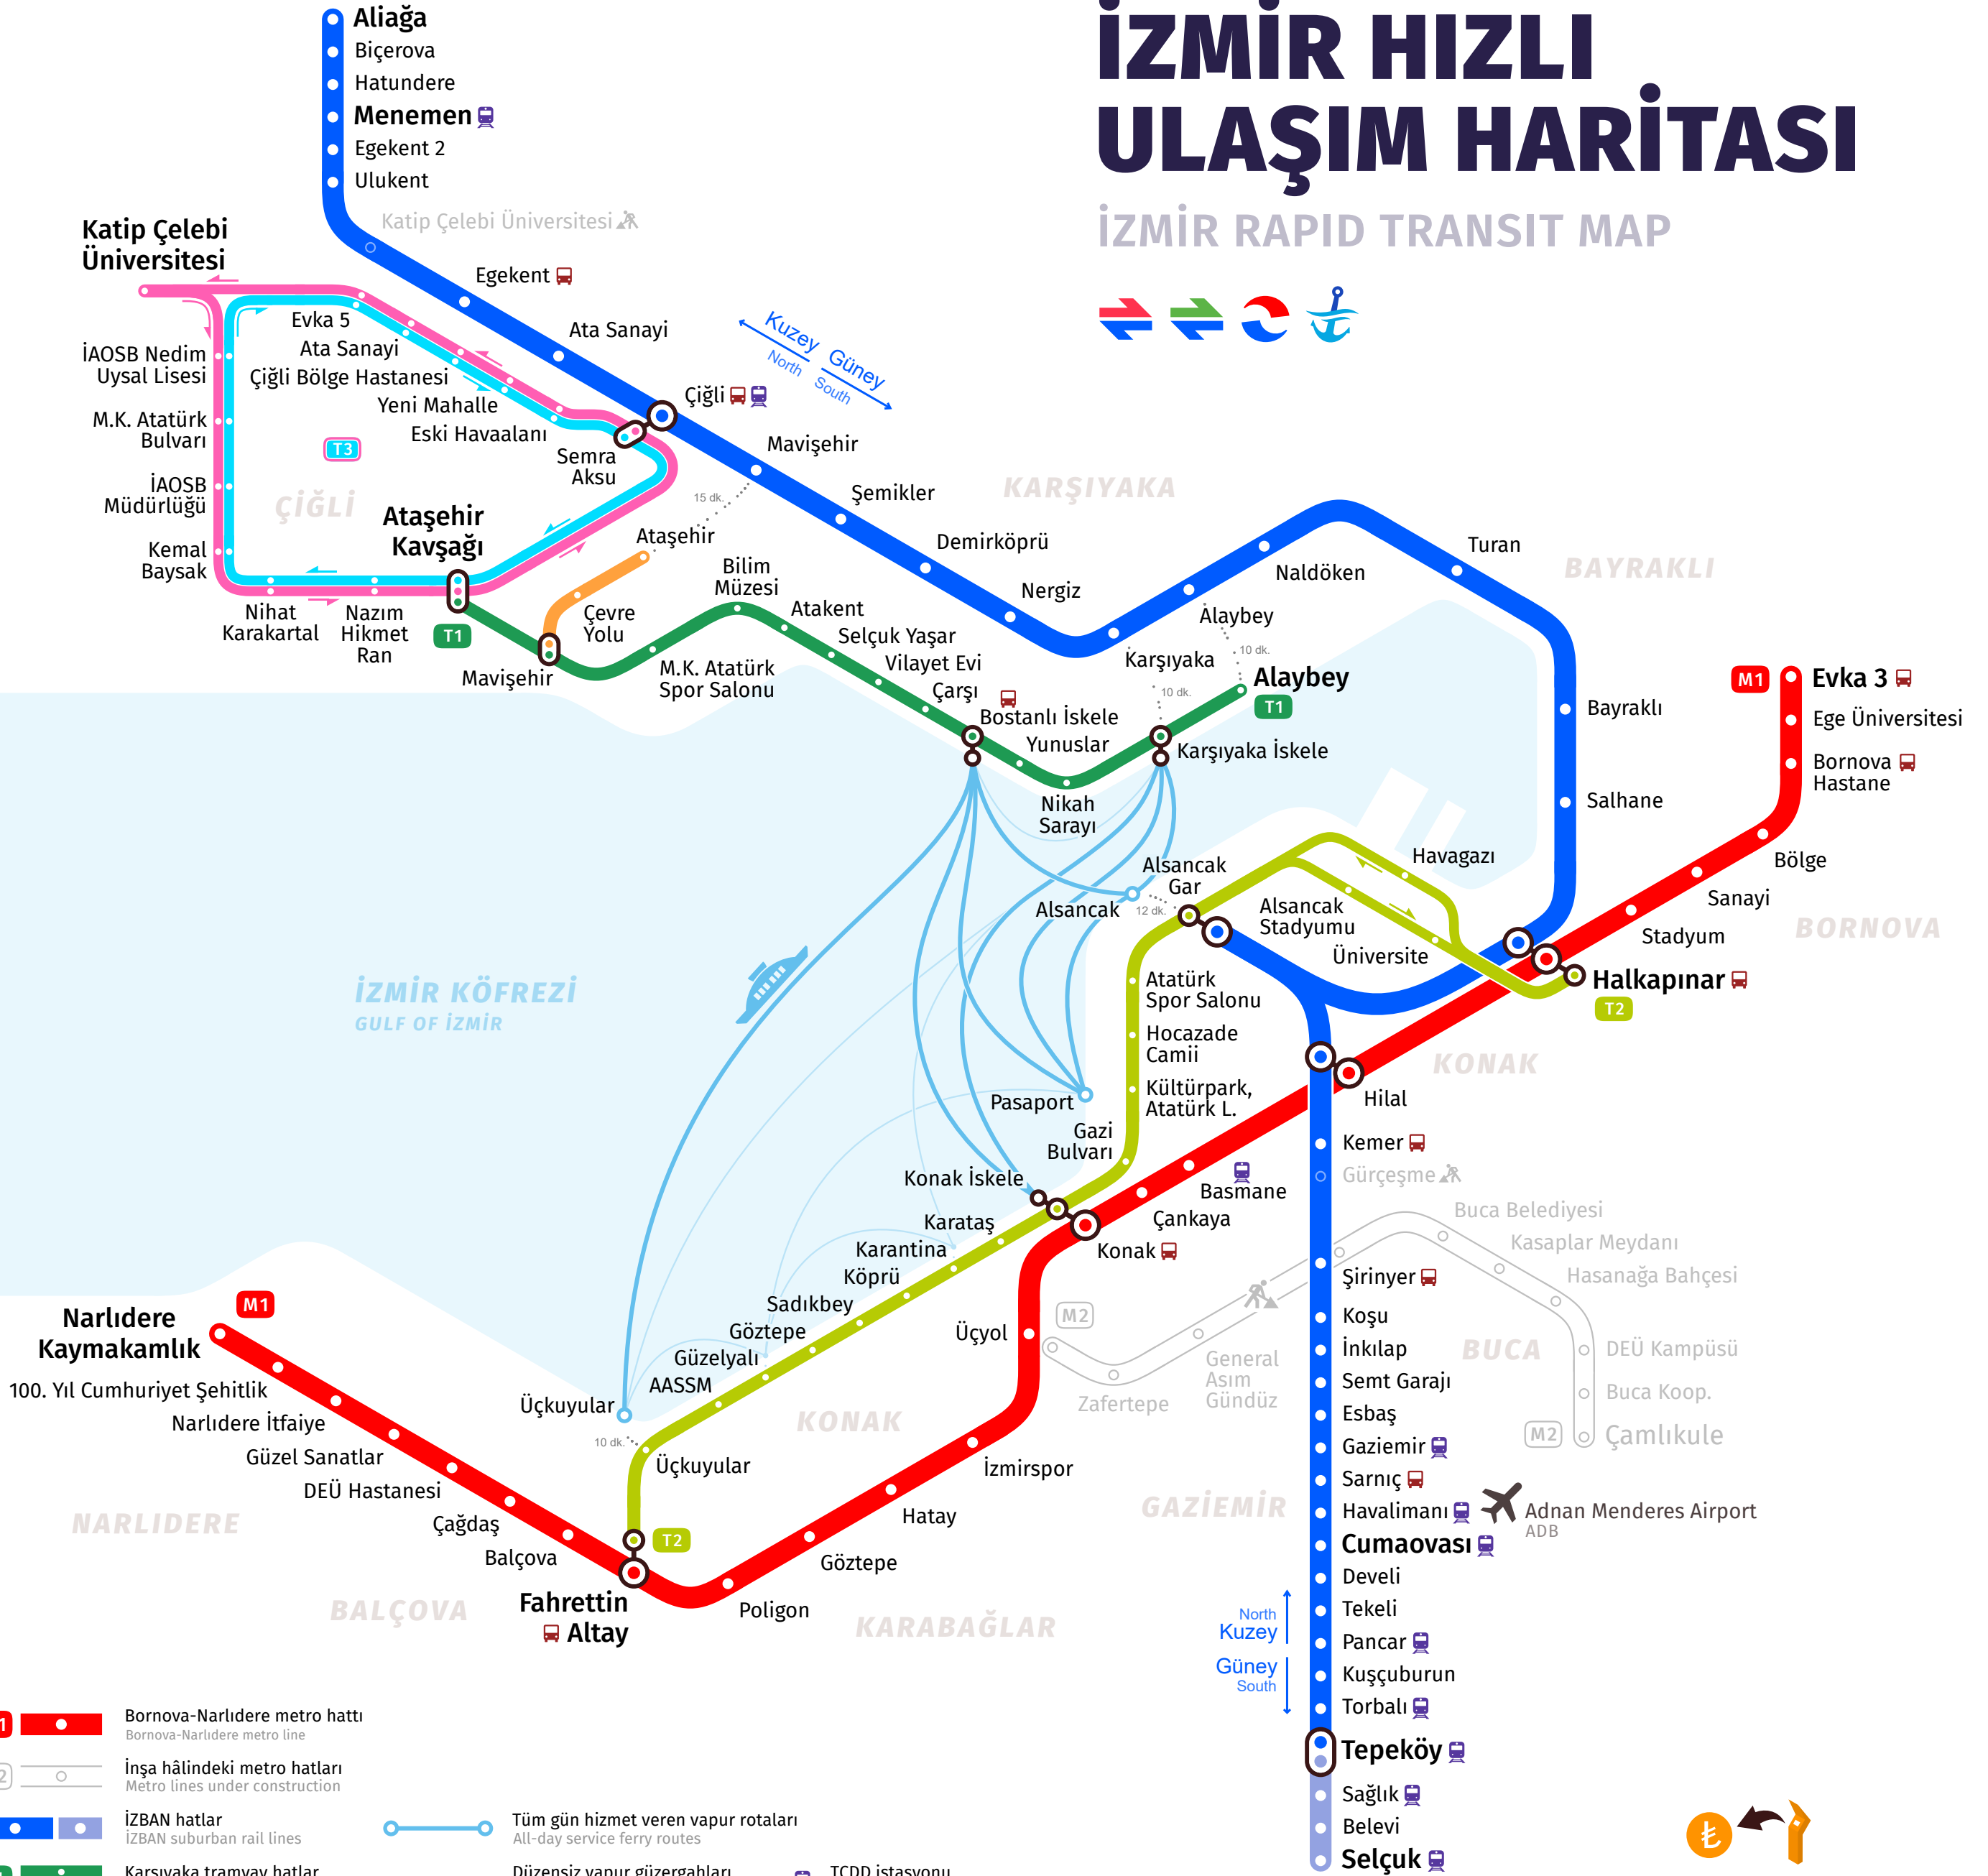 İZMİR HIZLI
ULAŞIM HARİTASI
İZMİR RAPID TRANSIT MAP
Aliağa
Biçerova
Hatundere
Menemen
Egekent 2
Ulukent
Katip Çelebi Üniversitesi
Egekent
Ata Sanayi
Kuzey
North
Güney
South
Çiğli
Mavişehir
Şemikler
Demirköprü
Nergiz
Karşıyaka
Alaybey
Naldöken
Turan
Bayraklı
Salhane
Katip Çelebi
Üniversitesi
Evka 5
Ata Sanayi
Çiğli Bölge Hastanesi
Yeni Mahalle
Eski Havaalanı
Semra
Aksu
İAOSB Nedim
Uysal Lisesi
M.K. Atatürk
Bulvarı
İAOSB
Müdürlüğü
Kemal
Baysak
T3
ÇİĞLİ
Ataşehir
Kavşağı
Nihat
Karakartal
Nazım
Hikmet
Ran
T1
15 dk.
Ataşehir
Çevre
Yolu
Mavişehir
Bilim
Müzesi
M.K. Atatürk
Spor Salonu
Atakent
Selçuk Yaşar
Vilayet Evi
Çarşı
Bostanlı İskele
Yunuslar
Nikah
Sarayı
Karşıyaka İskele
10 dk.
10 dk.
Alaybey
T1
KARŞIYAKA
BAYRAKLI
M1
Evka 3
Ege Üniversitesi
Bornova
Hastane
Bölge
Sanayi
Stadyum
BORNOVA
Halkapınar
T2
Havagazı
Alsancak
Stadyumu
Üniversite
Alsancak
Gar
Alsancak
12 dk.
Atatürk
Spor Salonu
Hocazade
Camii
Kültürpark,
Atatürk L.
Gazi
Bulvarı
Pasaport
Konak İskele
KONAK
Hilal
Kemer
Gürçeşme
Basmane
Çankaya
Konak
İZMİR KÖFREZİ
GULF OF İZMİR
Karataş
Karantina
Köprü
Sadıkbey
Göztepe
Güzelyalı
AASSM
Üçkuyular
10 dk.
Üçkuyular
T2
KONAK
Üçyol
M2
Zafertepe
General
Asım
Gündüz
Buca Belediyesi
Kasaplar Meydanı
Hasanağa Bahçesi
DEÜ Kampüsü
Buca Koop.
M2
Çamlıkule
BUCA
Şirinyer
Koşu
İnkılap
Semt Garajı
Esbaş
Gaziemir
Sarnıç
Havalimanı
Adnan Menderes Airport
ADB
Cumaovası
Develi
Tekeli
Pancar
Kuşçuburun
Torbalı
Tepeköy
Sağlık
Belevi
Selçuk
North
Kuzey
Güney
South
GAZİEMİR
Narlıdere
Kaymakamlık
M1
100. Yıl Cumhuriyet Şehitlik
Narlıdere İtfaiye
Güzel Sanatlar
DEÜ Hastanesi
Çağdaş
Balçova
Fahrettin
Altay
Poligon
Göztepe
Hatay
İzmirspor
NARLIDERE
BALÇOVA
KARABAĞLAR
1
Bornova-Narlıdere metro hattı
Bornova-Narlıdere metro line
2
İnşa hâlindeki metro hatları
Metro lines under construction
İZBAN hatlar
İZBAN suburban rail lines
Karşıyaka tramvay hatlar
Tüm gün hizmet veren vapur rotaları
All-day service ferry routes
Düzensiz vapur güzergahları
TCDD istasyonu
₺